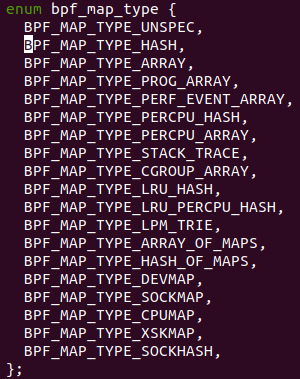 enum bpf_map_type {
BPF_MAP_TYPE_UNSPEC,
BPF_MAP_TYPE_HASH,
BPF_MAP_TYPE_ARRAY,
BPF_MAP_TYPE_PROG_ARRAY,
BPF_MAP_TYPE_PERF_EVENT_ARRAY,
BPF_MAP_TYPE_PERCPU_HASH,
BPF_MAP_TYPE_PERCPU_ARRAY,
BPF_MAP_TYPE_STACK_TRACE,
BPF_MAP_TYPE_CGROUP_ARRAY,
BPF_MAP_TYPE_LRU_HASH,
BPF_MAP_TYPE_LRU_PERCPU_HASH,
BPF_MAP_TYPE_LPM_TRIE,
BPF_MAP_TYPE_ARRAY_OF_MAPS,
BPF_MAP_TYPE_HASH_OF_MAPS,
BPF_MAP_TYPE_DEVMAP,
BPF_MAP_TYPE_SOCKMAP,
BPF_MAP_TYPE_CPUMAP,
BPF_MAP_TYPE_XSKMAP,
BPF_MAP_TYPE_SOCKHASH,
};